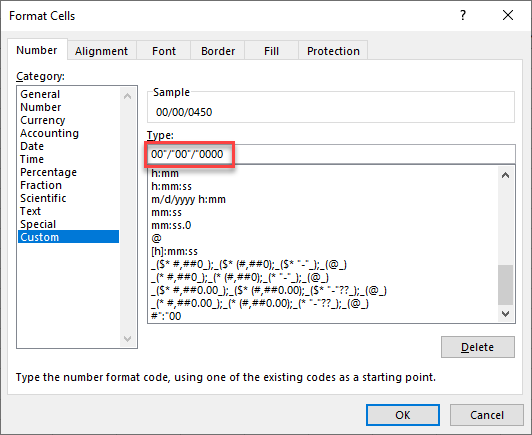 Format Cells
?
Number
Alignment
Font
Border
Fill
Protection
Category:
General
Number
Currency
Accounting
Date
Time
Percentage
Fraction
Scientific
Text
Special
Custom
Sample
00/00/0450
Type:
00"/"00"/"0000
h:mm
h:mm:ss
m/d/yyyy h:mm
mm:ss
mm:ss.0
@
[h]:mm:ss
_($* #,##0_);_($* (#,##0);_($* "-"_);_(@_)
_(* #,##0_);_(* (#,##0);_(* "-"_);_(@_)
_($* #,##0.00_);_($* (#,##0.00);_($* "-"??_);_(@_)
_(* #,##0.00_);_(* (#,##0.00);_(* "-"??_);_(@_)
#":"00
Delete
Type the number format code, using one of the existing codes as a starting point.
OK
Cancel